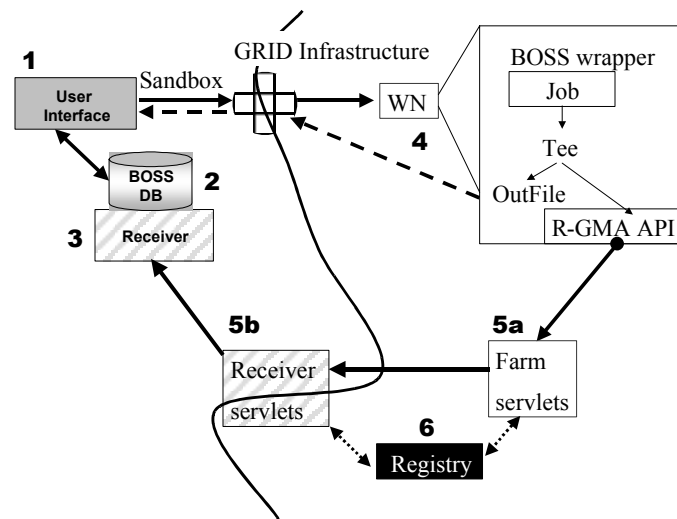 GRID Infrastructure
1
Sandbox
User
Interface
BOSS wrapper
Job
WN
4
Tee
BOSS
DB
2
OutFile
3
Receiver
R-GMA API
5b
5a
Receiver
servlets
Farm
servlets
6
Registry